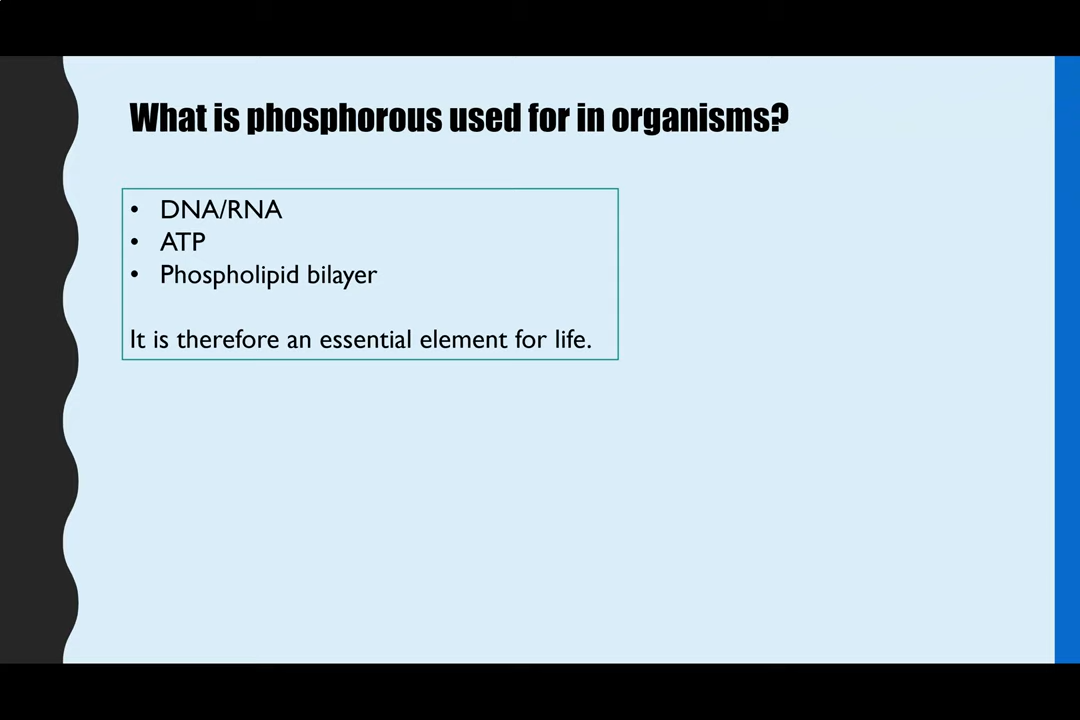 What is phosphorous used for in organisms?
• DNA/RNA
• ATP
• Phospholipid bilayer
It is therefore an essential element for life.